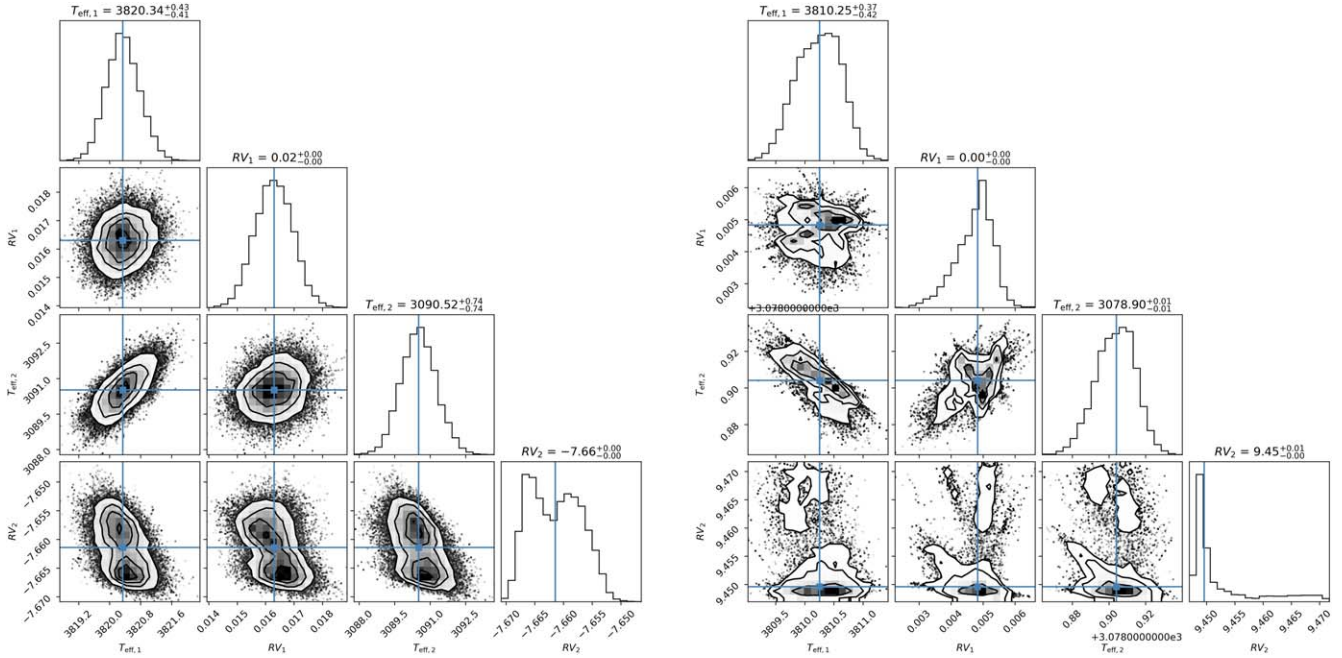 T_eff,1 = 3820.34 +0.43 −0.41
RV_1 = 0.02 +0.00 −0.00
T_eff,2 = 3090.52 +0.74 −0.74
RV_2 = −7.66 +0.00 −0.00
RV_1
0.018
0.017
0.016
0.015
0.014
T_eff,2
3092.5
3091.0
3089.5
3088.0
RV_2
−7.650
−7.655
−7.660
−7.665
−7.670
3819.2 3820.0 3820.8 3821.6
0.014 0.015 0.016 0.017 0.018
3088.0 3089.5 3091.0 3092.5
−7.670 −7.665 −7.660 −7.655 −7.650
T_eff,1 RV_1 T_eff,2 RV_2
T_eff,1 = 3810.25 +0.37 −0.42
RV_1 = 0.00 +0.00 −0.00
T_eff,2 = 3078.90 +0.01 −0.01
RV_2 = 9.45 +0.01 −0.00
RV_1
0.006
0.005
0.004
0.003
+3.0780000000e3
T_eff,2
0.92
0.90
0.88
RV_2
9.470
9.465
9.460
9.455
9.450
3809.5 3810.0 3810.5 3811.0
0.003 0.004 0.005 0.006
0.88 0.90 0.92
+3.0780000000e3
9.450 9.455 9.460 9.465 9.470
T_eff,1 RV_1 T_eff,2 RV_2